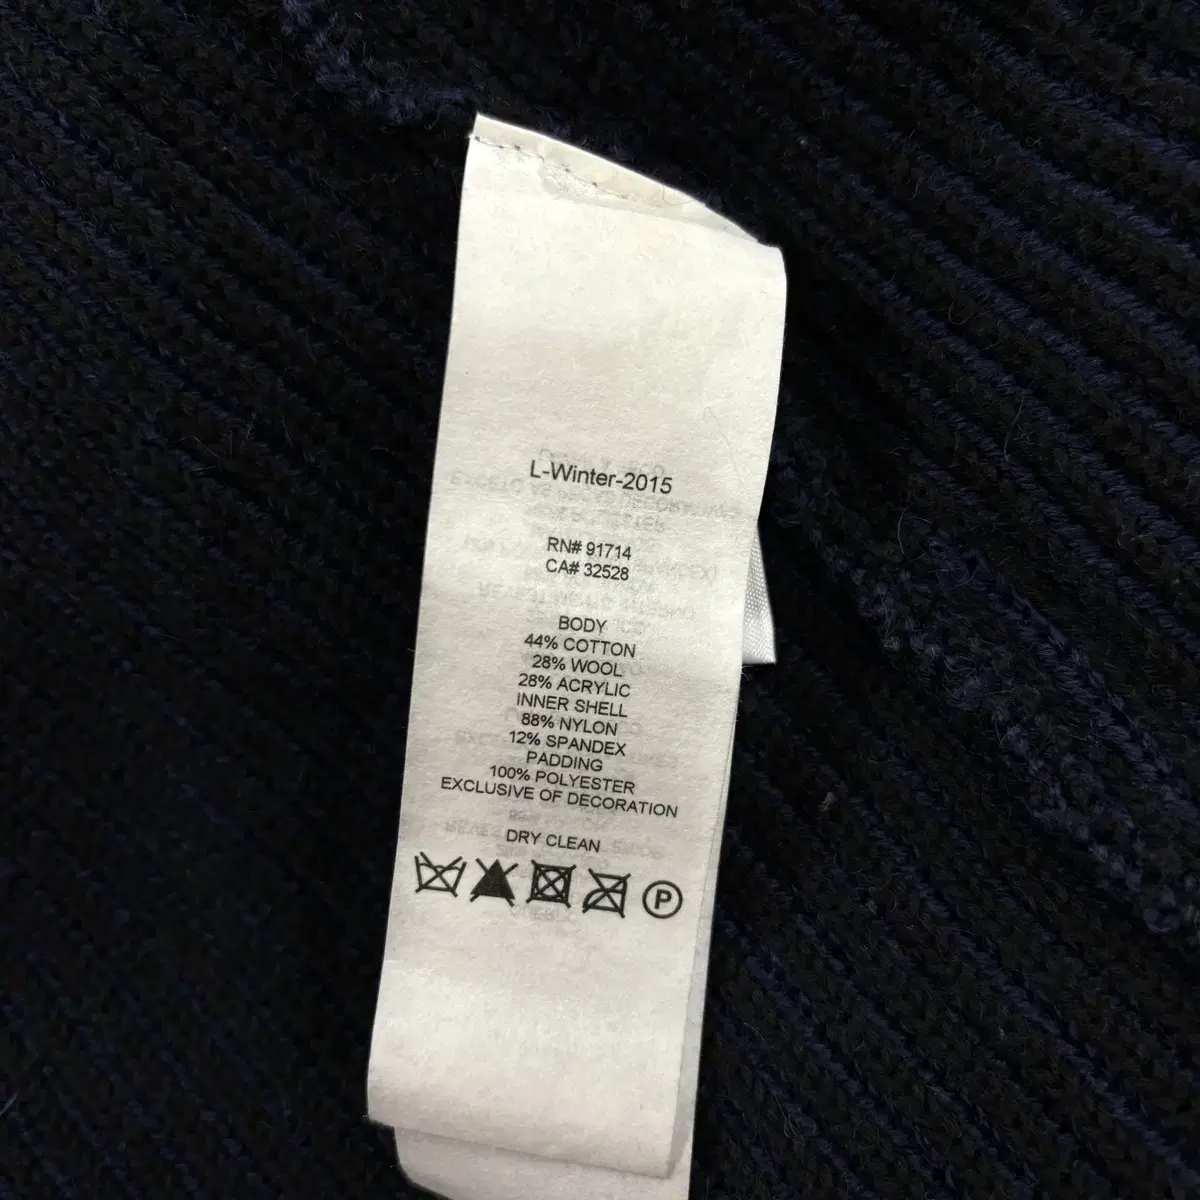 L-Winter-2015
RN# 91714
CA# 32528
BODY
44% COTTON
28% WOOL
28% ACRYLIC
INNER SHELL
88% NYLON
12% SPANDEX
PADDING
100% POLYESTER
EXCLUSIVE OF DECORATION
DRY CLEAN
P